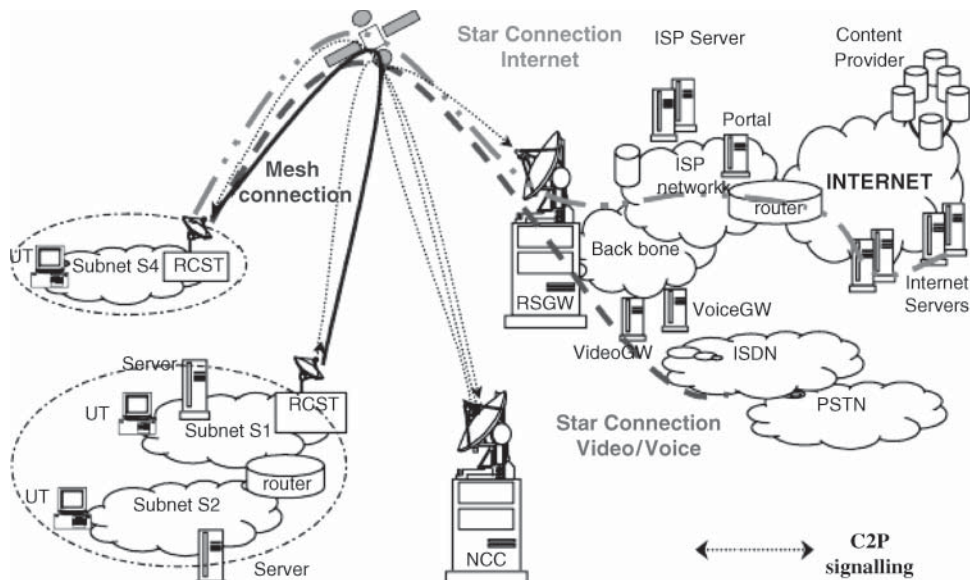 Star Connection
Internet
ISP Server
Content
Provider
Portal
Mesh
connection
ISP
network
INTERNET
router
UT
Subnet S4
RCST
Back bone
RSGW
Internet
Servers
VoiceGW
VideoGW
ISDN
Server
RCST
UT
Subnet S1
PSTN
Star Connection
Video/Voice
router
UT
Subnet S2
NCC
C2P
signalling
Server